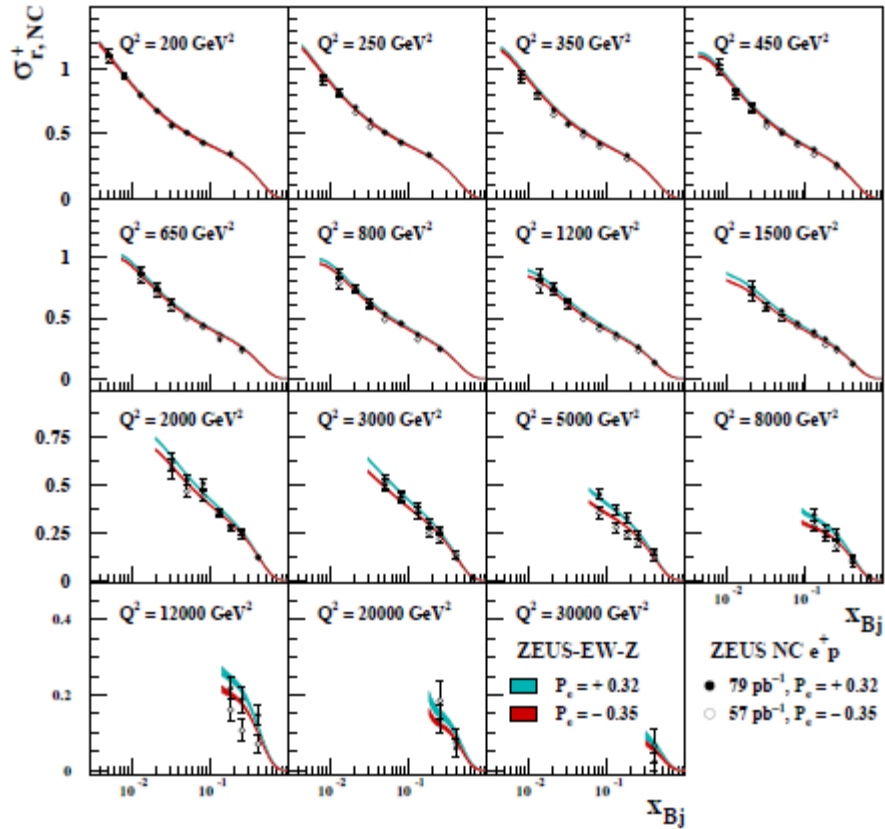 σ⁺r,NC
Q² = 200 GeV²
Q² = 250 GeV²
Q² = 350 GeV²
Q² = 450 GeV²
1
0.5
0
Q² = 650 GeV²
Q² = 800 GeV²
Q² = 1200 GeV²
Q² = 1500 GeV²
1
0.5
0
Q² = 2000 GeV²
Q² = 3000 GeV²
Q² = 5000 GeV²
Q² = 8000 GeV²
0.75
0.5
0.25
0
10⁻² 10⁻¹
xBj
Q² = 12000 GeV²
Q² = 20000 GeV²
Q² = 30000 GeV²
0.4
0.2
0
ZEUS-EW-Z
Pe = + 0.32
Pe = − 0.35
ZEUS NC e⁺p
79 pb⁻¹, Pe = + 0.32
57 pb⁻¹, Pe = − 0.35
10⁻² 10⁻¹
10⁻² 10⁻¹
10⁻² 10⁻¹
xBj